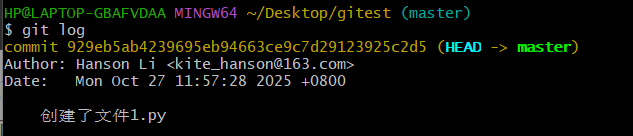 HP@LAPTOP-GBAFVDAA MINGW64 ~/Desktop/gitest (master)
$ git log
commit 929eb5ab4239695eb94663ce9c7d29123925c2d5 (HEAD -> master)
Author: Hanson Li <kite_hanson@163.com>
Date:   Mon Oct 27 11:57:28 2025 +0800
创建了文件1.py